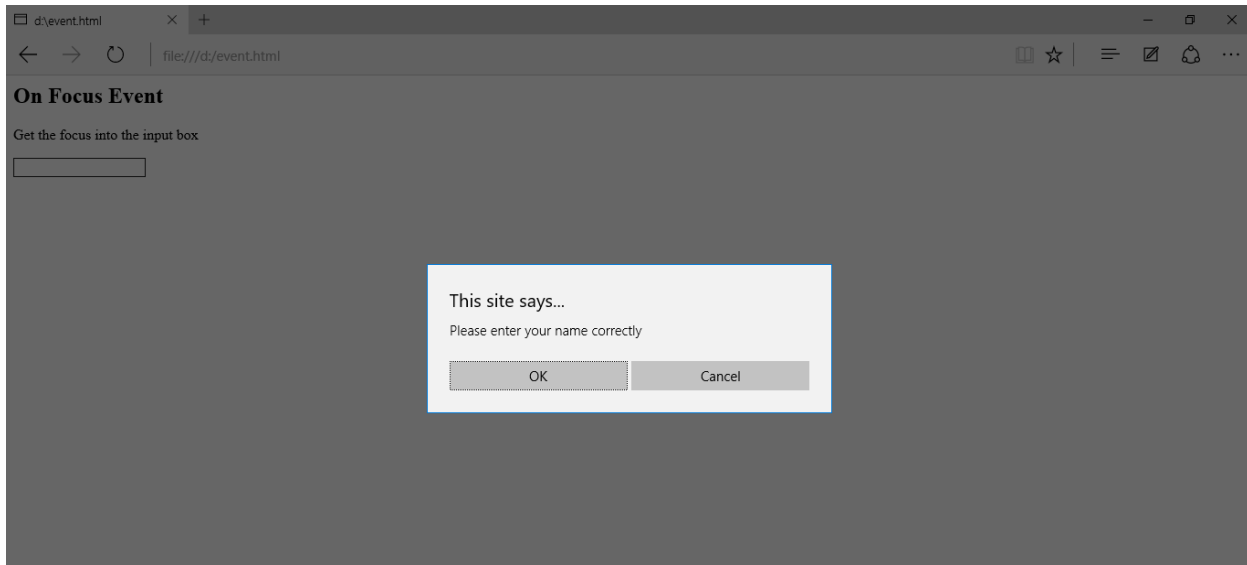 d:\event.html
file:///d:/event.html
On Focus Event
Get the focus into the input box
This site says...
Please enter your name correctly
OK
Cancel